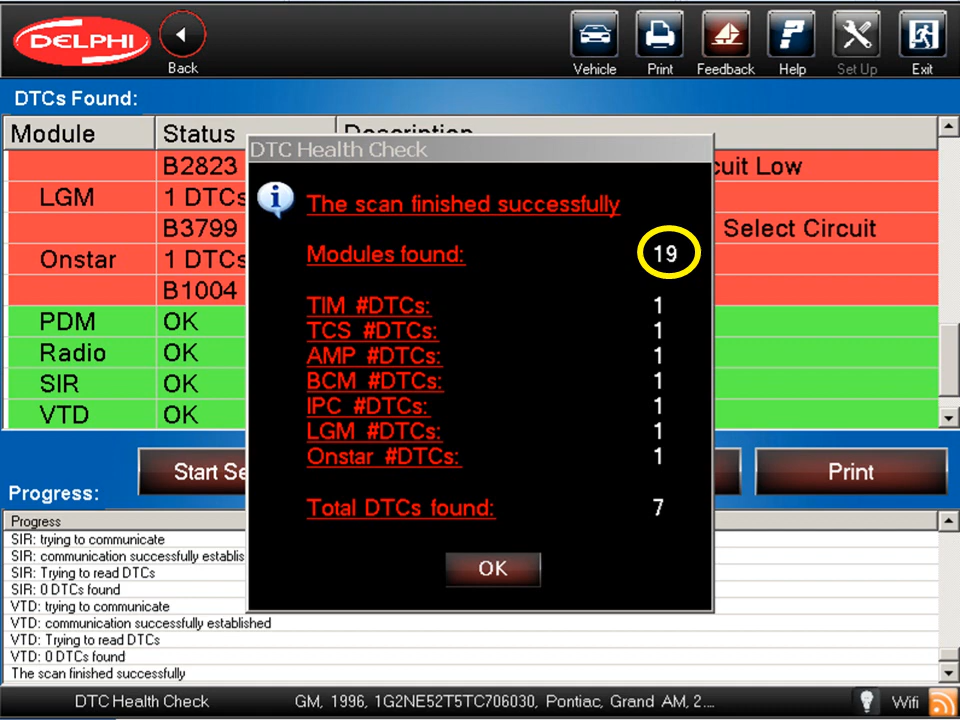 DELPHI
Back
Vehicle Print Feedback Help Set Up Exit
DTCs Found:
Module Status Description
B2823 Low
LGM 1 DTCs
B3799 Select Circuit
Onstar 1 DTCs
B1004
PDM OK
Radio OK
SIR OK
VTD OK
DTC Health Check
The scan finished successfully
Modules found: 19
TIM #DTCs: 1
TCS #DTCs: 1
AMP #DTCs: 1
BCM #DTCs: 1
IPC #DTCs: 1
LGM #DTCs: 1
Onstar #DTCs: 1
Total DTCs found: 7
OK
Start
Print
Progress:
Progress
SIR: trying to communicate
SIR: communication successfully
SIR: Trying to read DTCs
SIR: 0 DTCs found
VTD: trying to communicate
VTD: communication successfully established
VTD: Trying to read DTCs
VTD: 0 DTCs found
The scan finished successfully
DTC Health Check GM, 1996, 1G2NE52T5TC706030, Pontiac, Grand AM, 2.... Wifi